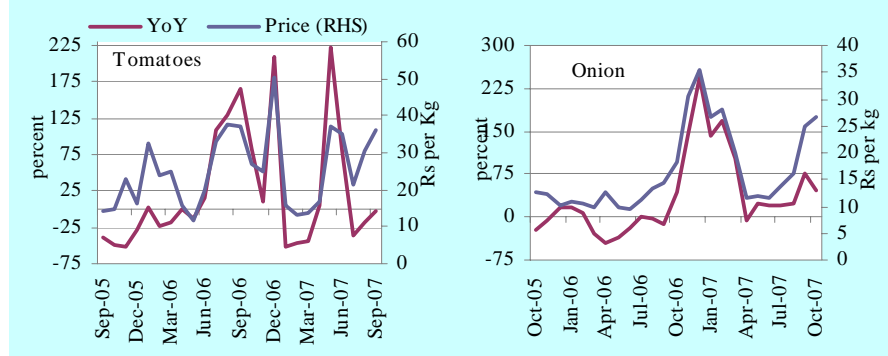 YoY Price (RHS)
Tomatoes
percent
225
175
125
75
25
-25
-75
60
50
40
30
20
10
0
Rs per Kg
Sep-05
Dec-05
Mar-06
Jun-06
Sep-06
Dec-06
Mar-07
Jun-07
Sep-07
Onion
percent
300
225
150
75
0
-75
40
35
30
25
20
15
10
5
0
Rs per kg
Oct-05
Jan-06
Apr-06
Jul-06
Oct-06
Jan-07
Apr-07
Jul-07
Oct-07